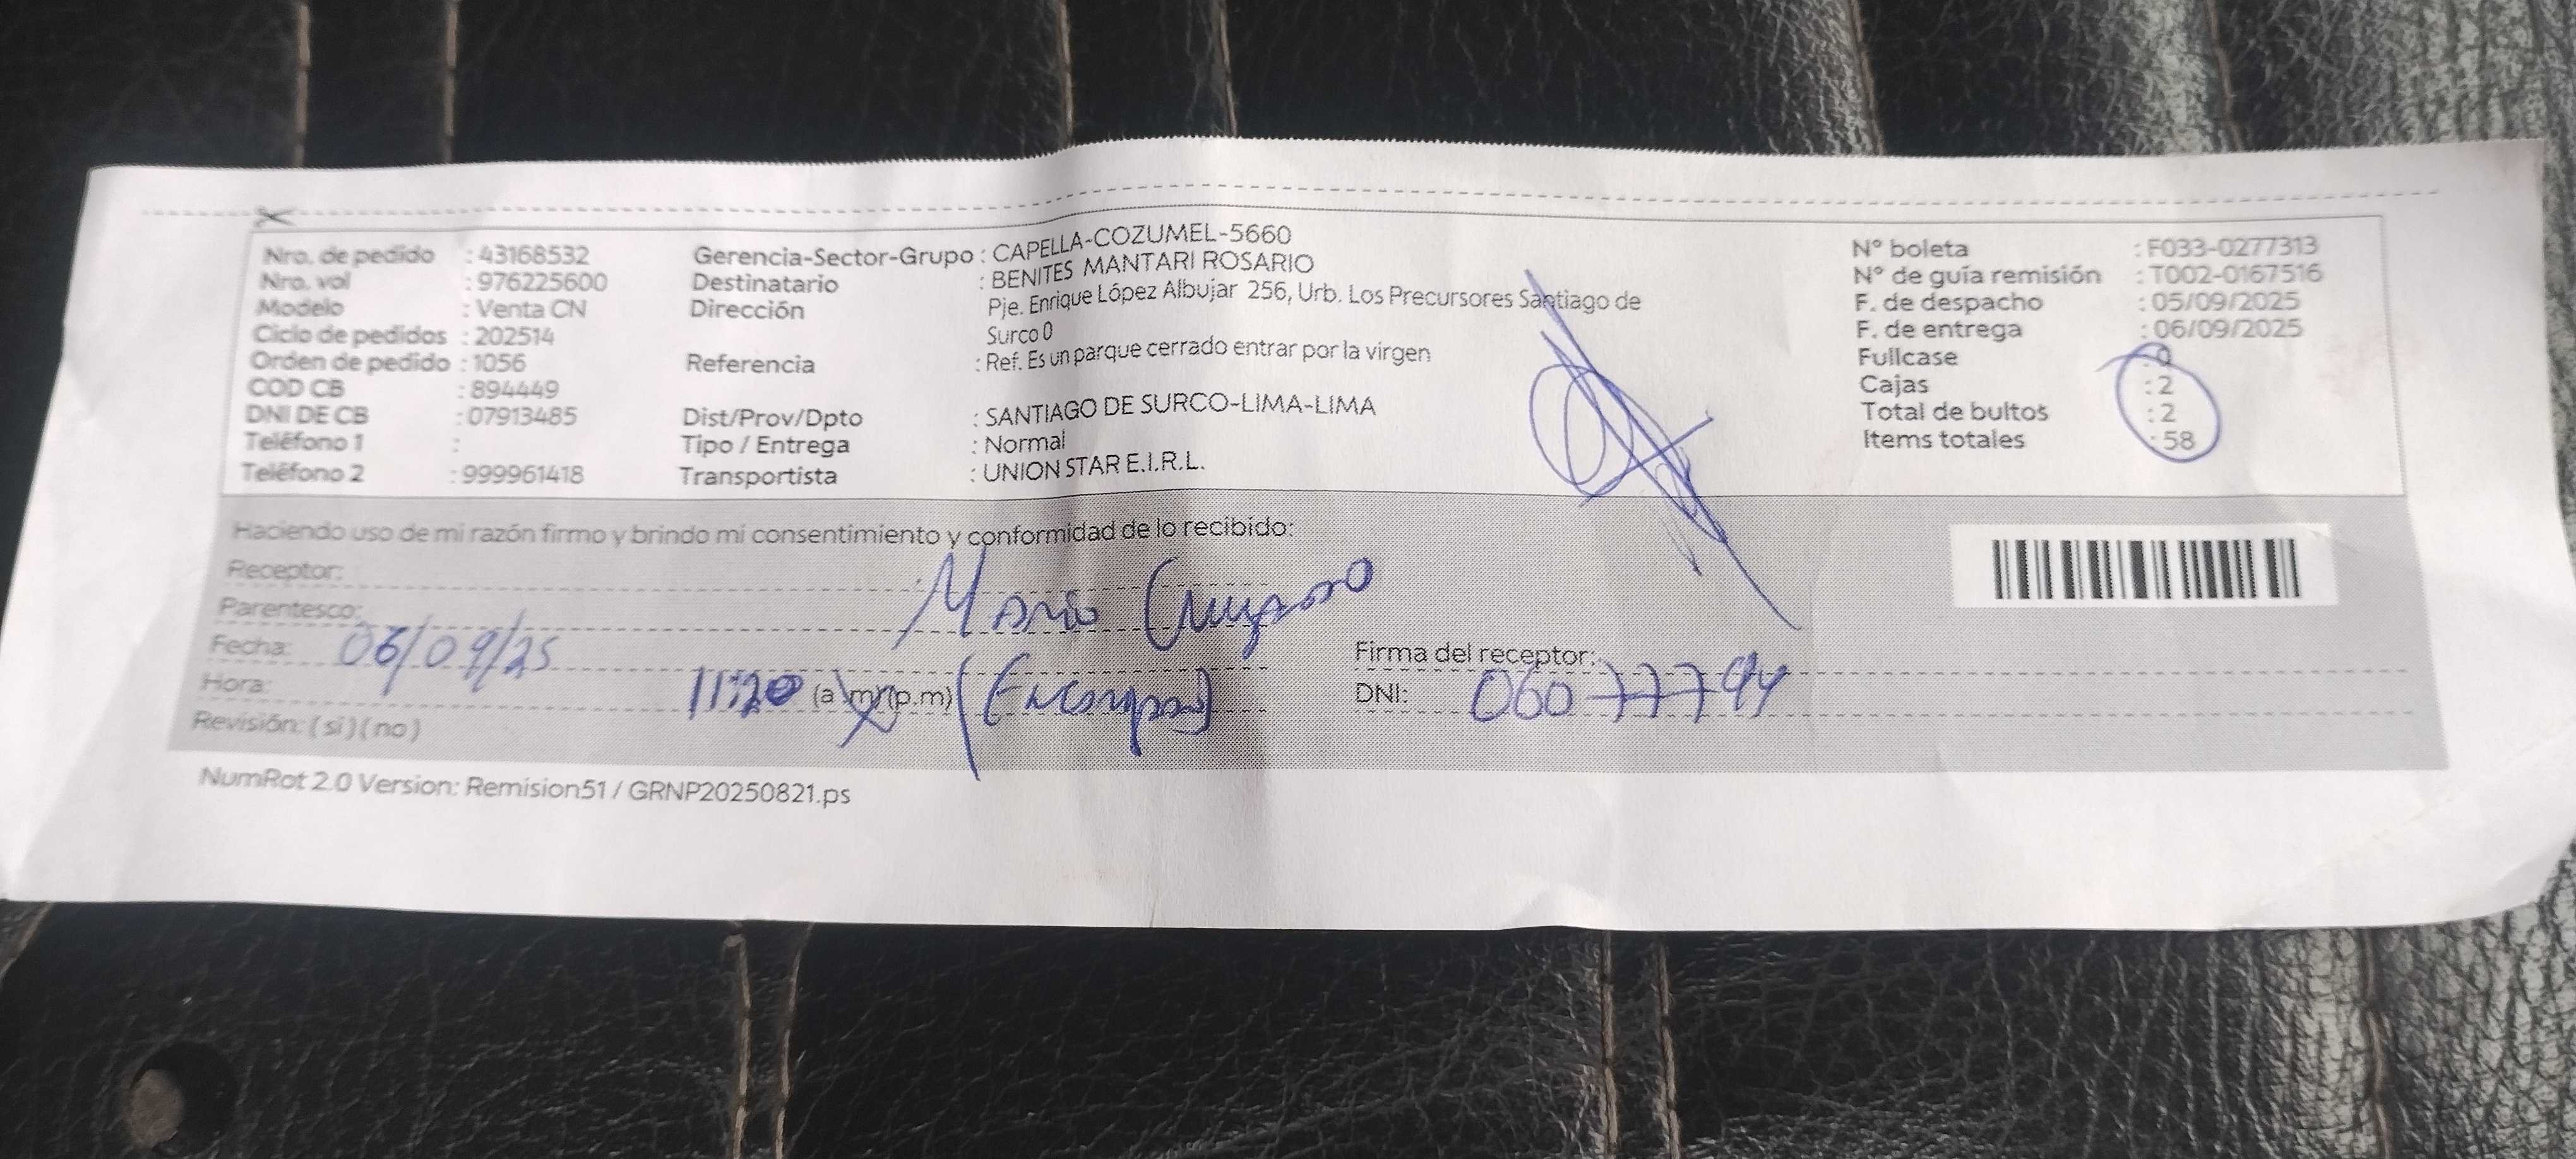 Nro. de pedido : 43168532 Gerencia-Sector-Grupo : CAPELLA-COZUMEL-5660 N° boleta : F033-0277313
Nro. vol : 976225600 Destinatario : BENITES MANTARI ROSARIO N° de guía remisión : T002-0167516
Modelo : Venta CN Dirección Pje. Enrique López Albujar 256, Urb. Los Precursores Santiago de F. de despacho : 05/09/2025
Ciclo de pedidos : 202514 Surco 0 F. de entrega : 06/09/2025
Orden de pedido : 1056 Referencia : Ref. Es un parque cerrado entrar por la virgen Fullcase : 0
COD CB : 894449 Cajas : 2
DNI DE CB : 07913485 Dist/Prov/Dpto : SANTIAGO DE SURCO-LIMA-LIMA Total de bultos : 2
Teléfono 1 : Tipo / Entrega : Normal Items totales : 58
Teléfono 2 : 999961418 Transportista : UNION STAR E.I.R.L.
Haciendo uso de mi razón firmo y brindo mi consentimiento y conformidad de lo recibido:
Receptor:
Parentesco: Mario
Fecha: 06/09/25 Firma del receptor:
Hora: 11:20 (a.m)(p.m) DNI: 06077794
Revisión: (si)(no)
NumRot 2.0 Version: Remision51 / GRNP20250821.ps